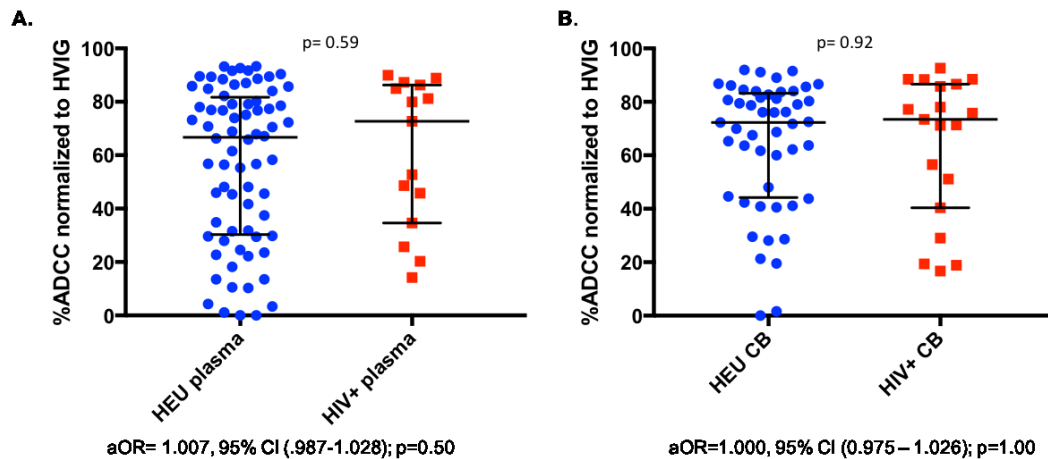 A.
p= 0.59
%ADCC normalized to HVIG
100
80
60
40
20
0
HEU plasma
HIV+ plasma
aOR= 1.007, 95% CI (.987-1.028); p=0.50
B.
p= 0.92
%ADCC normalized to HVIG
100
80
60
40
20
0
HEU CB
HIV+ CB
aOR=1.000, 95% CI (0.975 – 1.026); p=1.00